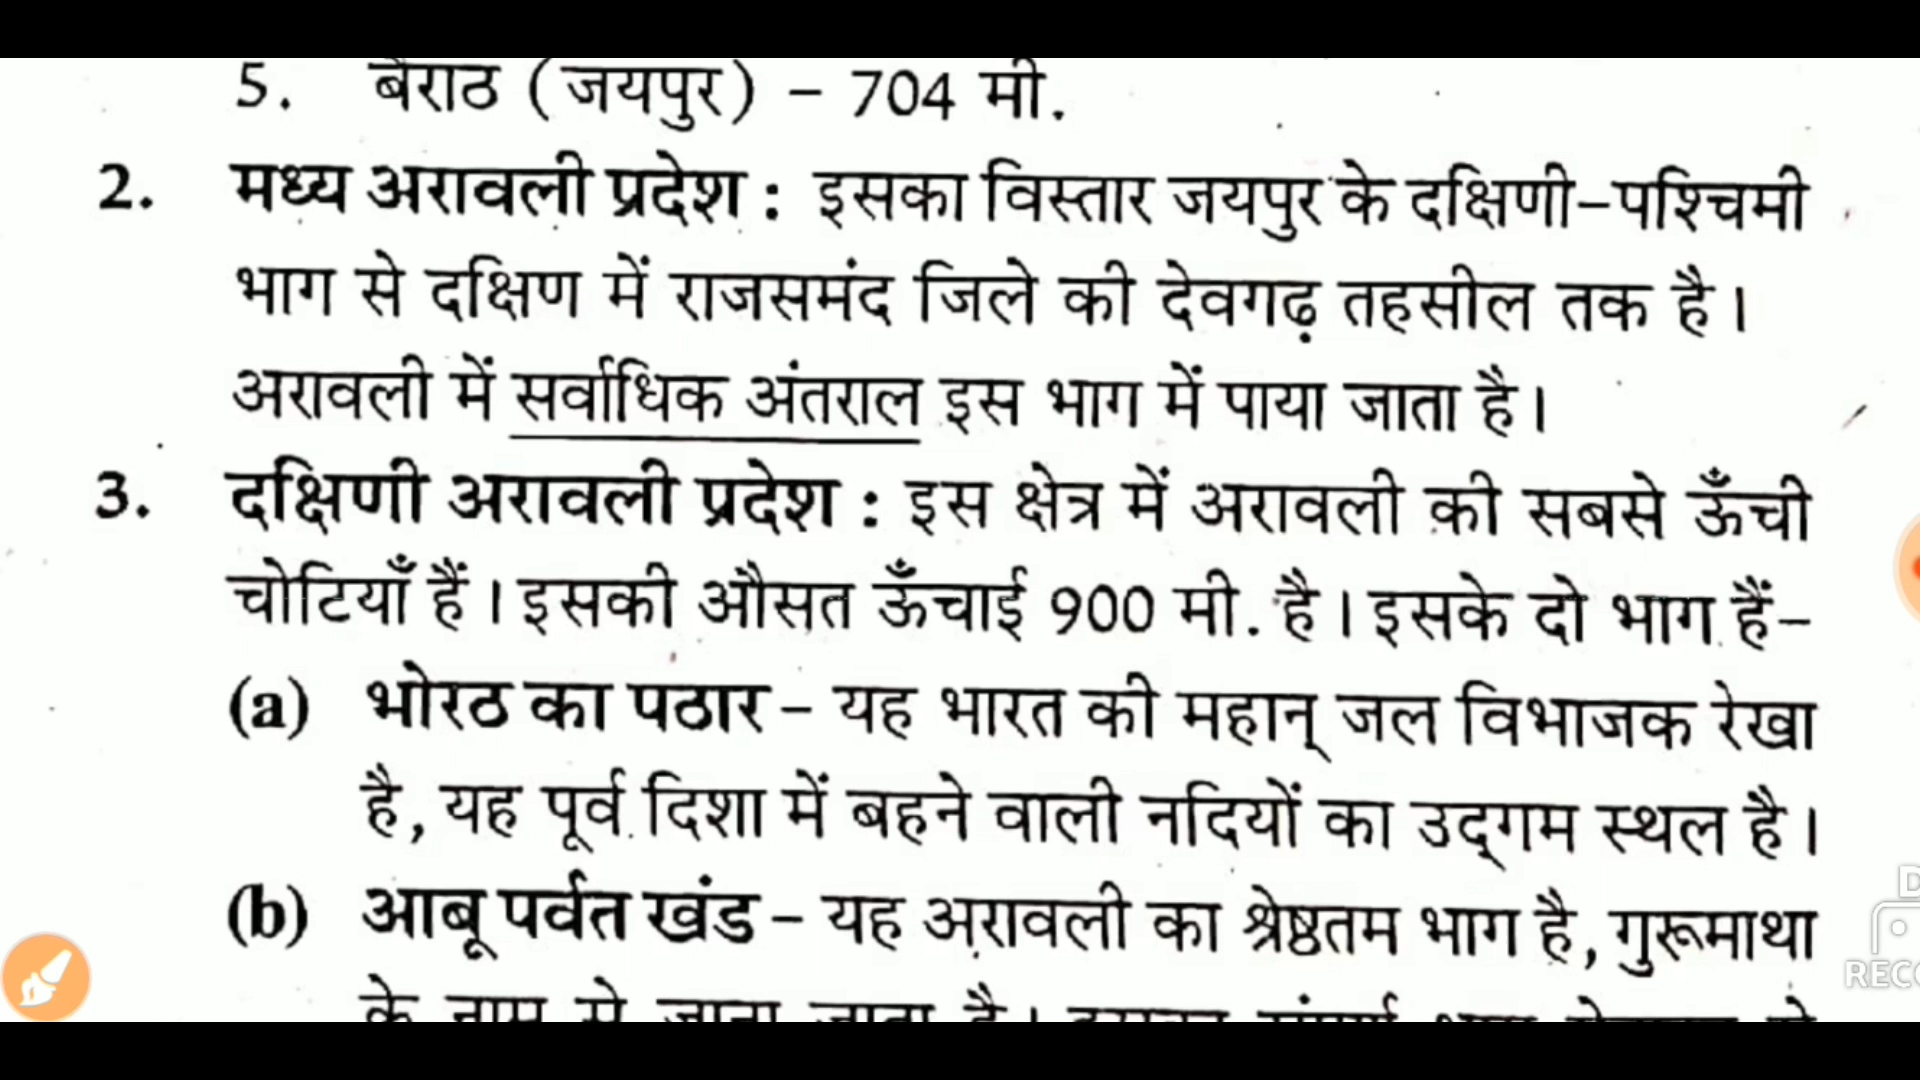 5. बैराठ (जयपुर) – 704 मी.
2. मध्य अरावली प्रदेश : इसका विस्तार जयपुर के दक्षिणी–पश्चिमी
भाग से दक्षिण में राजसमंद जिले की देवगढ़ तहसील तक है।
अरावली में सर्वाधिक अंतराल इस भाग में पाया जाता है।
3. दक्षिणी अरावली प्रदेश : इस क्षेत्र में अरावली की सबसे ऊँची
चोटियाँ हैं। इसकी औसत ऊँचाई 900 मी. है। इसके दो भाग हैं–
(a) भोरठ का पठार – यह भारत की महान् जल विभाजक रेखा
है, यह पूर्व दिशा में बहने वाली नदियों का उद्‌गम स्थल है।
(b) आबू पर्वत खंड – यह अरावली का श्रेष्ठतम भाग है, गुरूमाथा
के नाम से जाना जाता है।